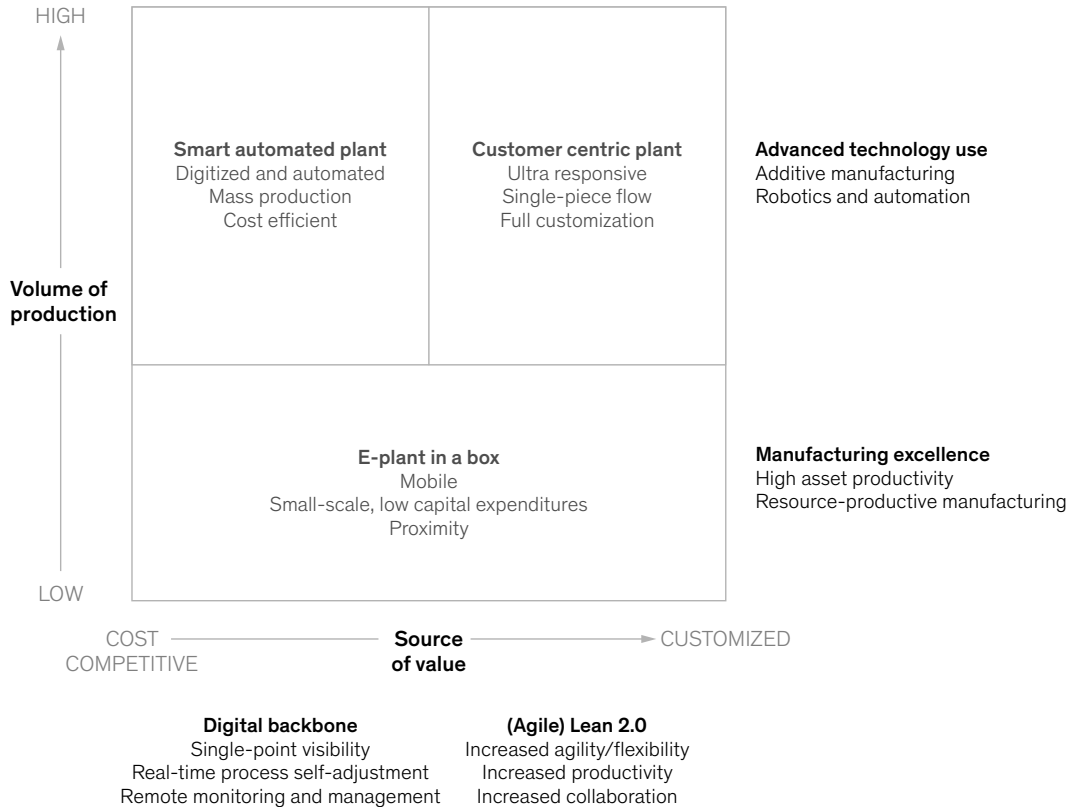 HIGH
Smart automated plant
Digitized and automated
Mass production
Cost efficient
Customer centric plant
Ultra responsive
Single-piece flow
Full customization
Advanced technology use
Additive manufacturing
Robotics and automation
Volume of
production
E-plant in a box
Mobile
Small-scale, low capital expenditures
Proximity
Manufacturing excellence
High asset productivity
Resource-productive manufacturing
LOW
COST
COMPETITIVE
Source
of value
CUSTOMIZED
Digital backbone
Single-point visibility
Real-time process self-adjustment
Remote monitoring and management
(Agile) Lean 2.0
Increased agility/flexibility
Increased productivity
Increased collaboration